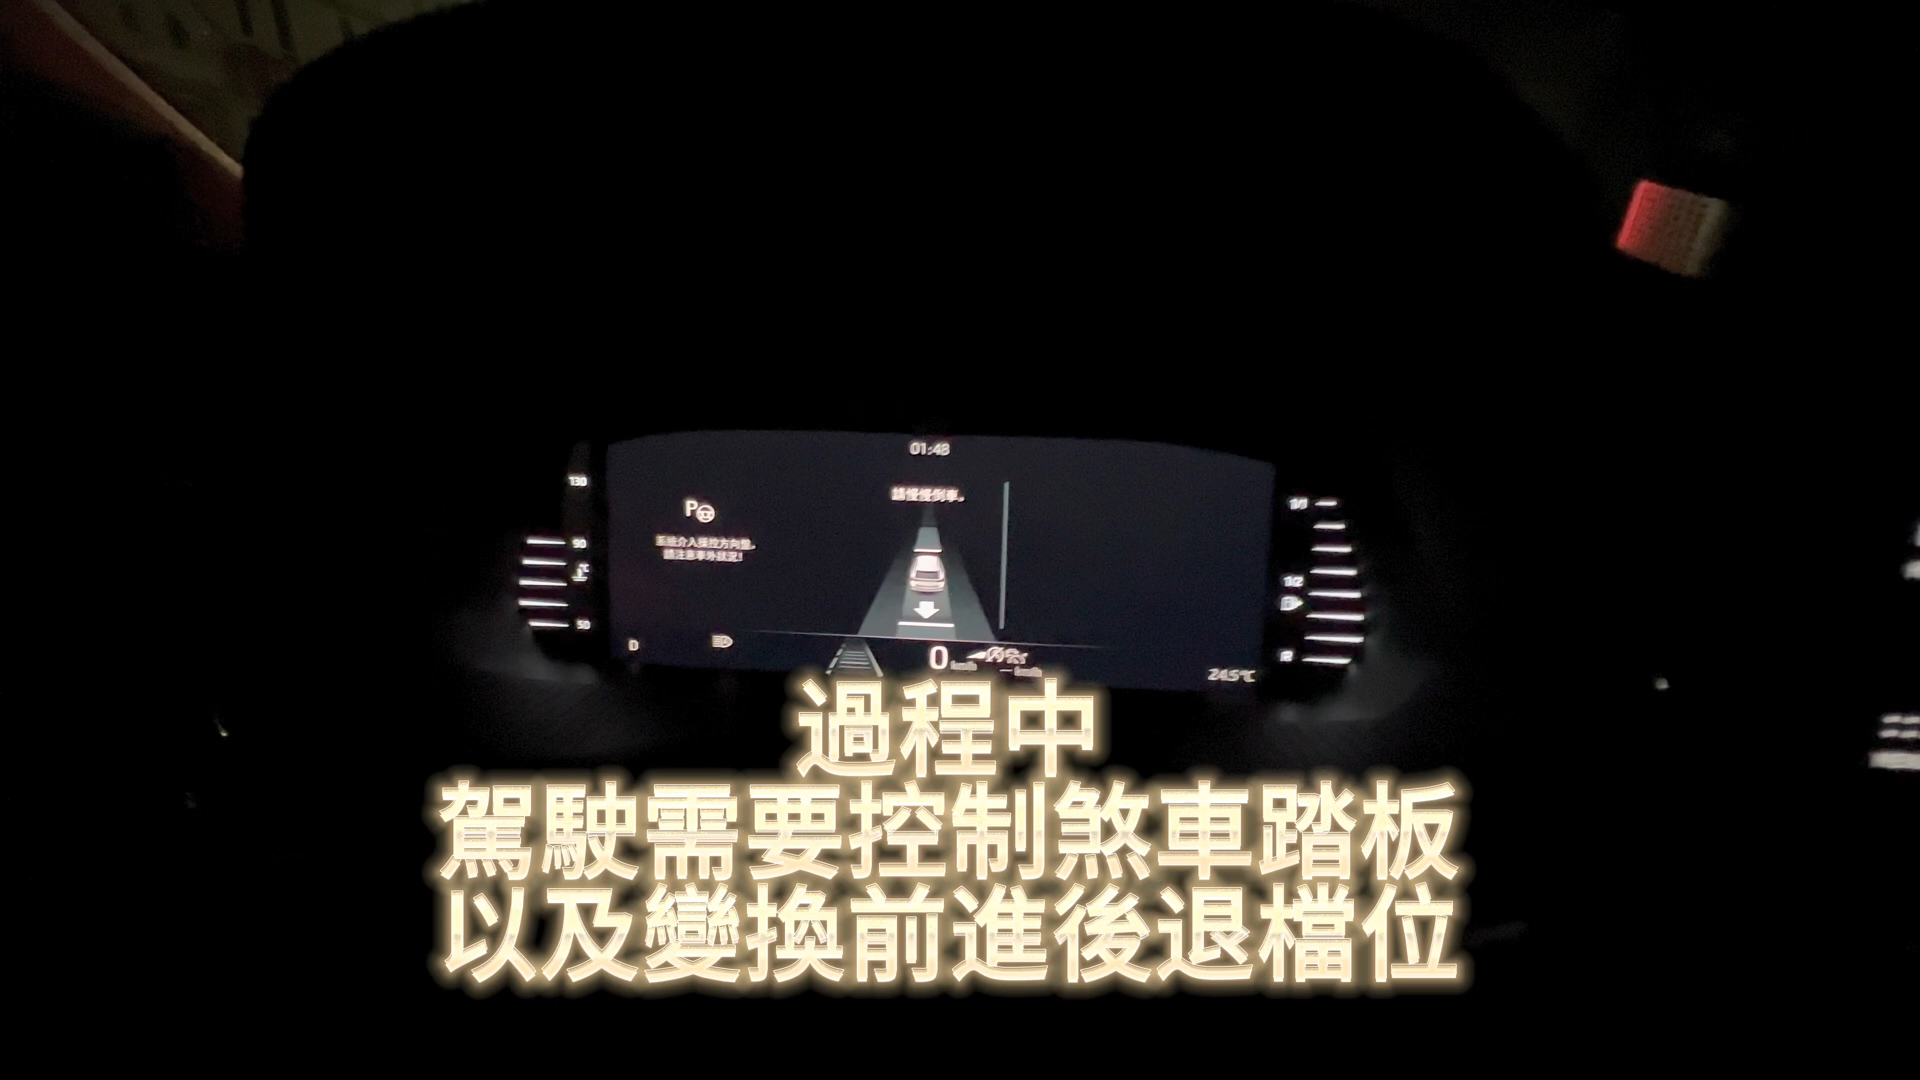 01:48
130
請慢慢倒車。
P
1/1
系統介入操控方向盤。
請注意車外狀況!
90
1/2
50
D
0 km/h
R
24.5℃
過程中
駕駛需要控制煞車踏板
以及變換前進後退檔位